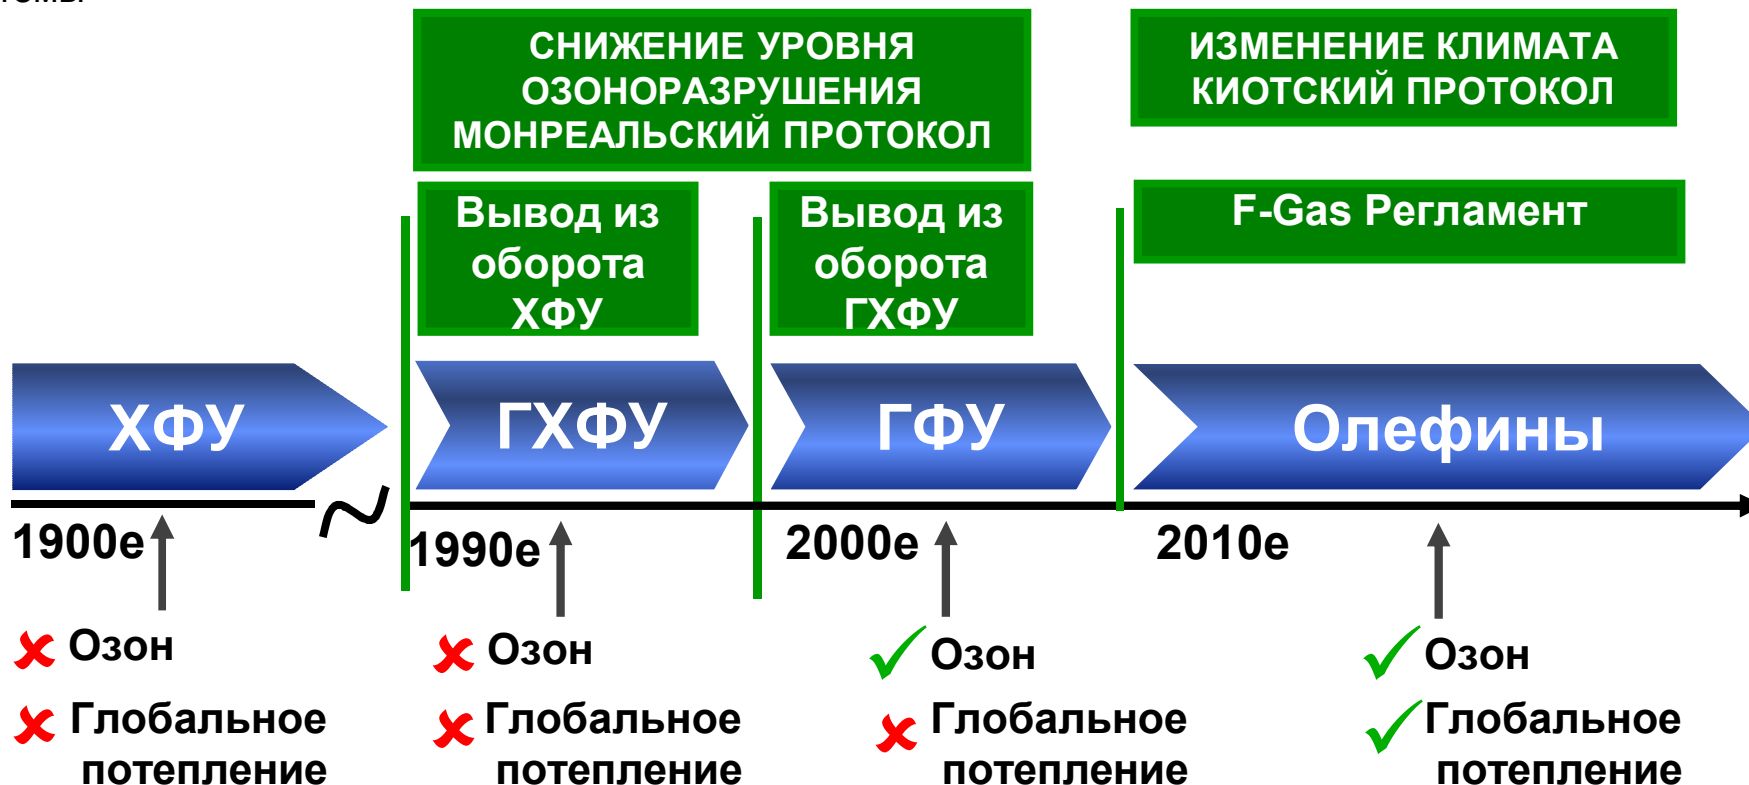 СНИЖЕНИЕ УРОВНЯ
ОЗОНОРАЗРУШЕНИЯ
МОНРЕАЛЬСКИЙ ПРОТОКОЛ
ИЗМЕНЕНИЕ КЛИМАТА
КИОТСКИЙ ПРОТОКОЛ
Вывод из
оборота
ХФУ
Вывод из
оборота
ГХФУ
F-Gas Регламент
ХФУ
ГХФУ
ГФУ
Олефины
1900е
1990е
2000е
2010е
Озон
Глобальное
потепление
Озон
Глобальное
потепление
Озон
Глобальное
потепление
Озон
Глобальное
потепление